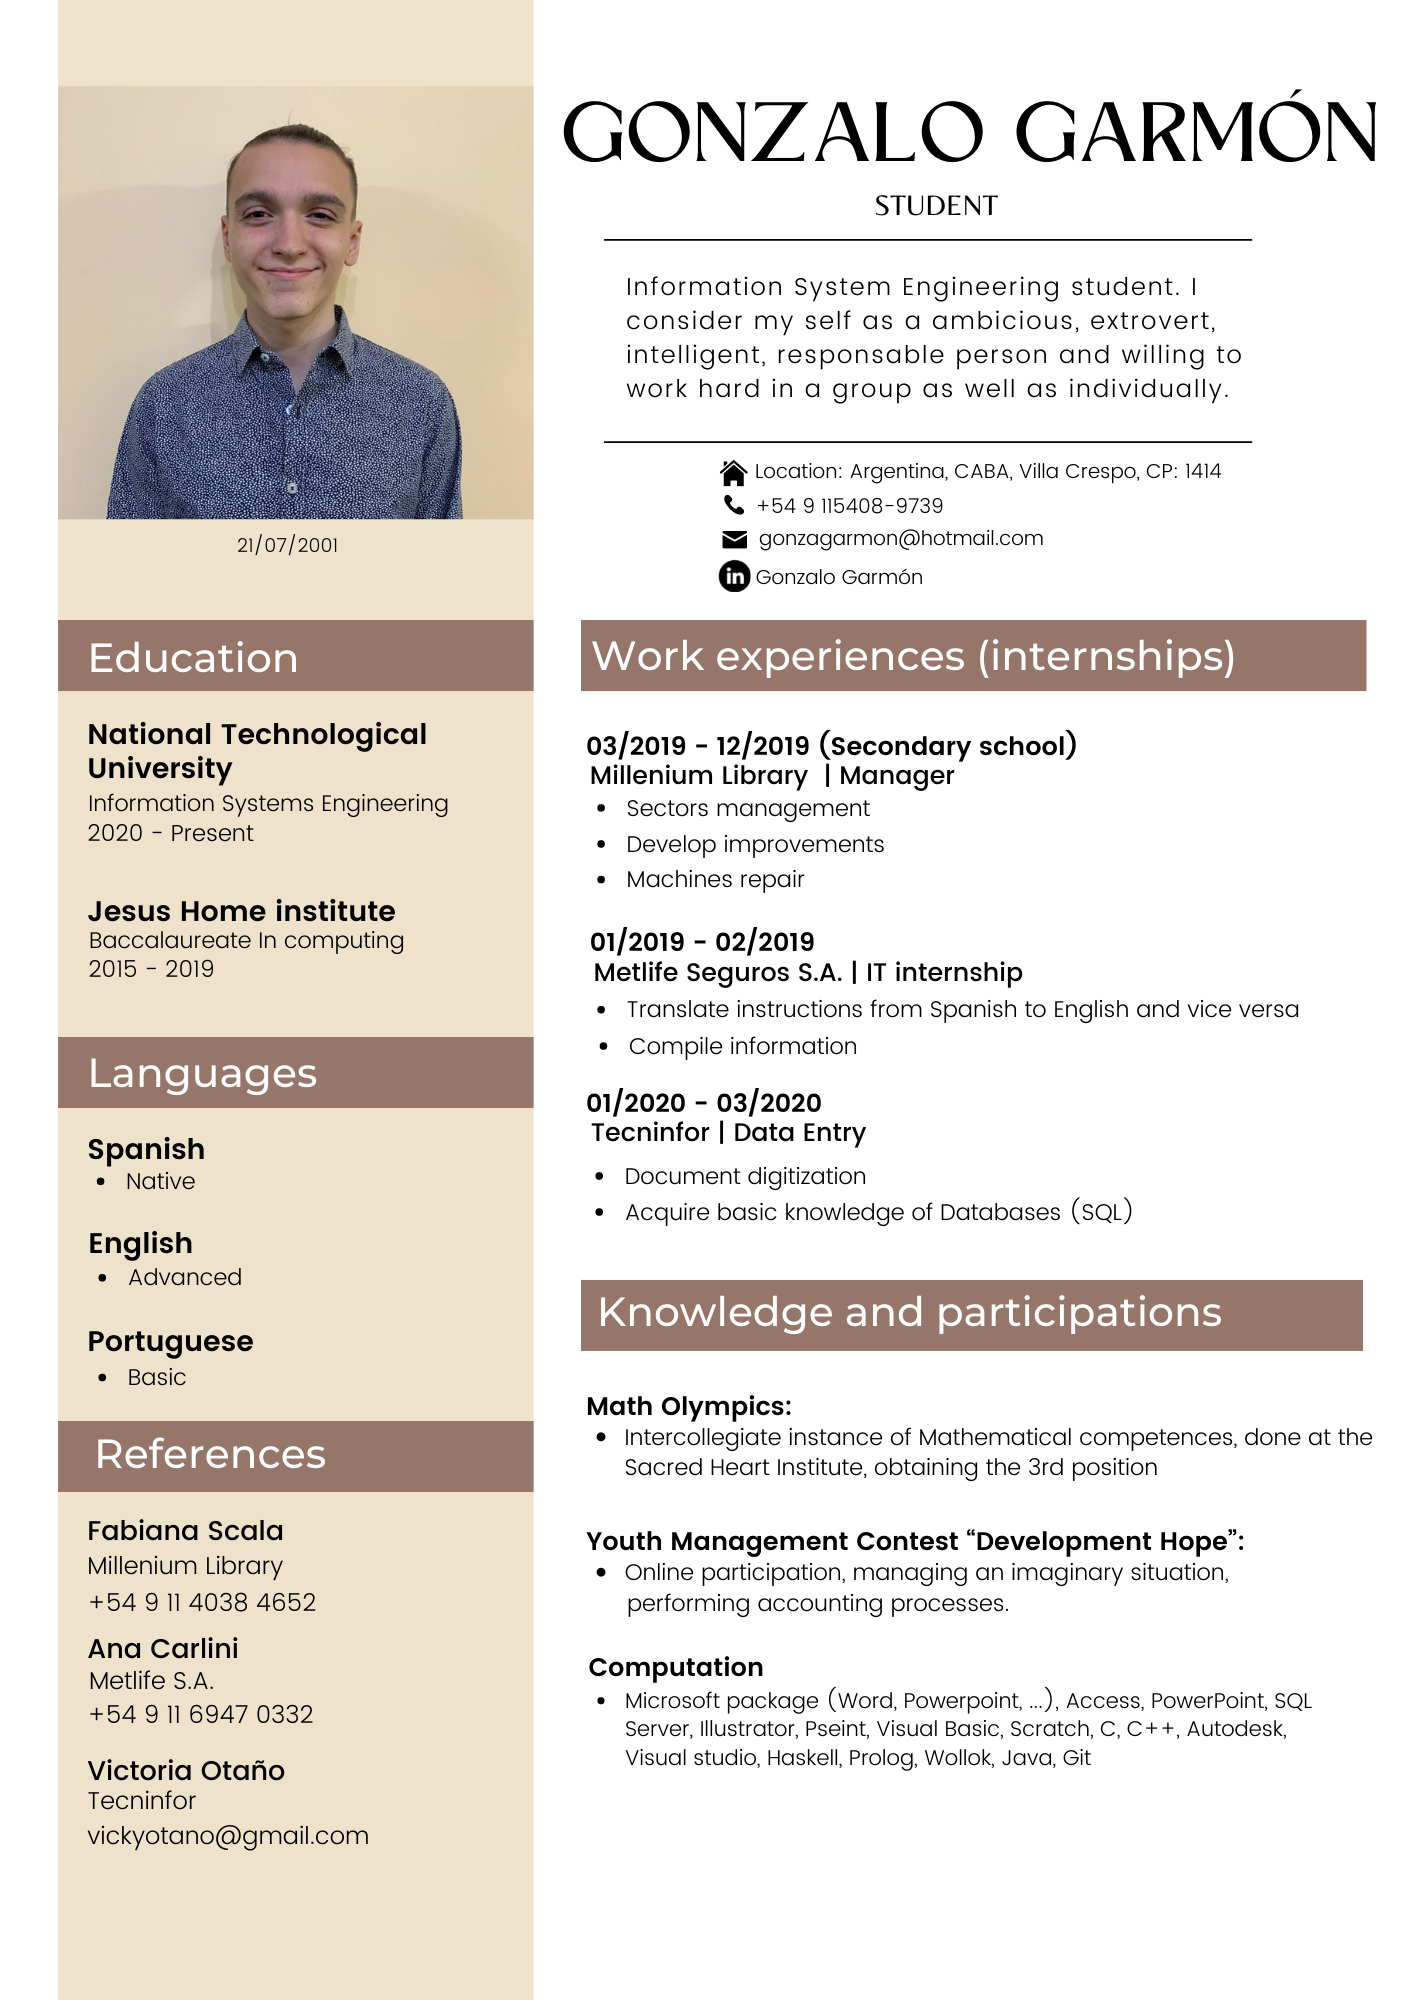 GONZALO GARMÓN
STUDENT
Information System Engineering student. I
consider my self as a ambicious, extrovert,
intelligent, responsable person and willing to
work hard in a group as well as individually.
Location: Argentina, CABA, Villa Crespo, CP: 1414
+54 9 115408-9739
gonzagarmon@hotmail.com
in Gonzalo Garmón
21/07/2001
Education
National Technological
University
Information Systems Engineering
2020 - Present
Jesus Home institute
Baccalaureate In computing
2015 - 2019
Languages
Spanish
• Native
English
• Advanced
Portuguese
• Basic
References
Fabiana Scala
Millenium Library
+54 9 11 4038 4652
Ana Carlini
Metlife S.A.
+54 9 11 6947 0332
Victoria Otaño
Tecninfor
vickyotano@gmail.com
Work experiences (internships)
03/2019 - 12/2019 (Secondary school)
Millenium Library | Manager
• Sectors management
• Develop improvements
• Machines repair
01/2019 - 02/2019
Metlife Seguros S.A. | IT internship
• Translate instructions from Spanish to English and vice versa
• Compile information
01/2020 - 03/2020
Tecninfor | Data Entry
• Document digitization
• Acquire basic knowledge of Databases (SQL)
Knowledge and participations
Math Olympics:
• Intercollegiate instance of Mathematical competences, done at the
Sacred Heart Institute, obtaining the 3rd position
Youth Management Contest “Development Hope”:
• Online participation, managing an imaginary situation,
performing accounting processes.
Computation
• Microsoft package (Word, Powerpoint, ...), Access, PowerPoint, SQL
Server, Illustrator, Pseint, Visual Basic, Scratch, C, C++, Autodesk,
Visual studio, Haskell, Prolog, Wollok, Java, Git